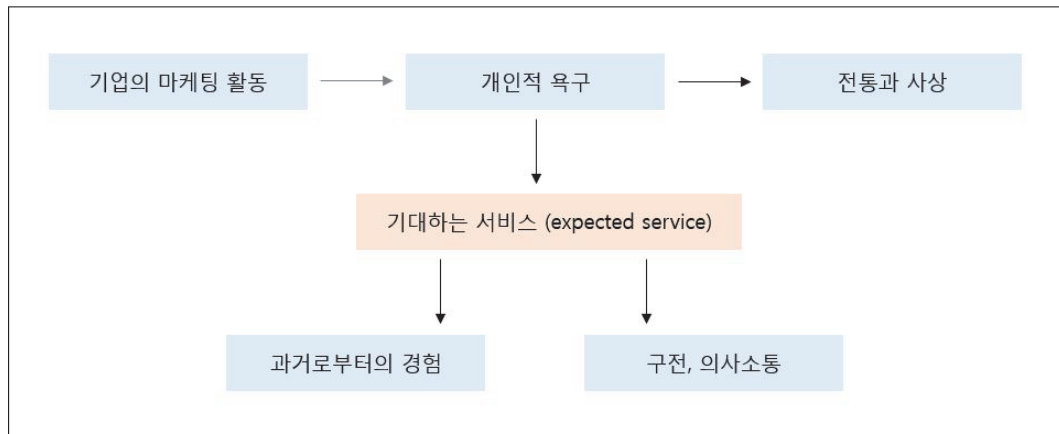 기업의 마케팅 활동
개인적 욕구
전통과 사상
기대하는 서비스 (expected service)
과거로부터의 경험
구전, 의사소통